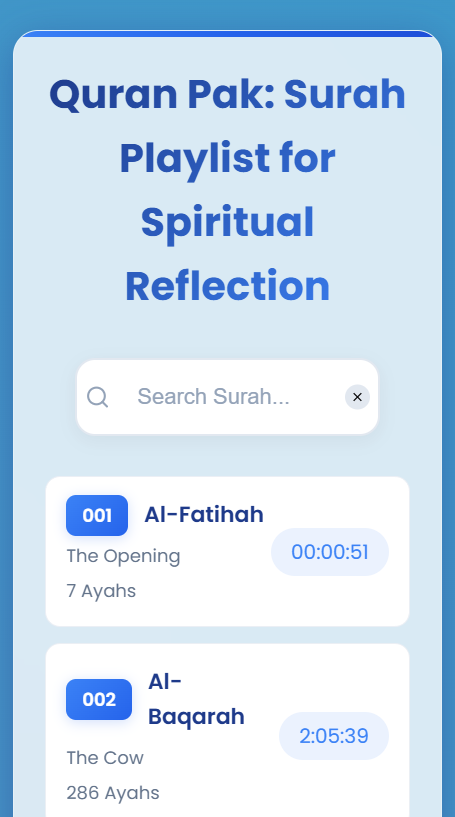 Quran Pak: Surah
Playlist for
Spiritual
Reflection
Search Surah...
001 Al-Fatihah
The Opening
00:00:51
7 Ayahs
002 Al-
Baqarah
2:05:39
The Cow
286 Ayahs